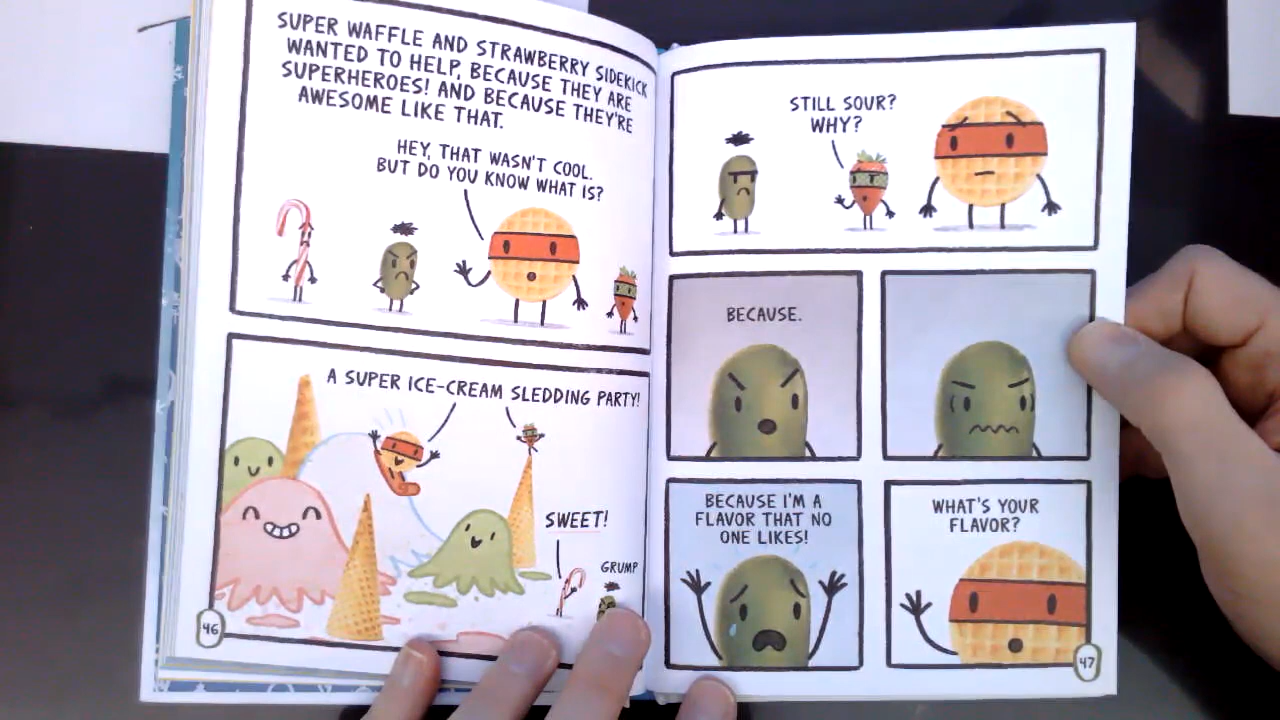 SUPER WAFFLE AND STRAWBERRY SIDEKICK
WANTED TO HELP, BECAUSE THEY ARE
SUPERHEROES! AND BECAUSE THEY'RE
AWESOME LIKE THAT.
HEY, THAT WASN'T COOL.
BUT DO YOU KNOW WHAT IS?
A SUPER ICE-CREAM SLEDDING PARTY!
SWEET!
GRUMP
46
STILL SOUR?
WHY?
BECAUSE.
BECAUSE I'M A
FLAVOR THAT NO
ONE LIKES!
WHAT'S YOUR
FLAVOR?
47